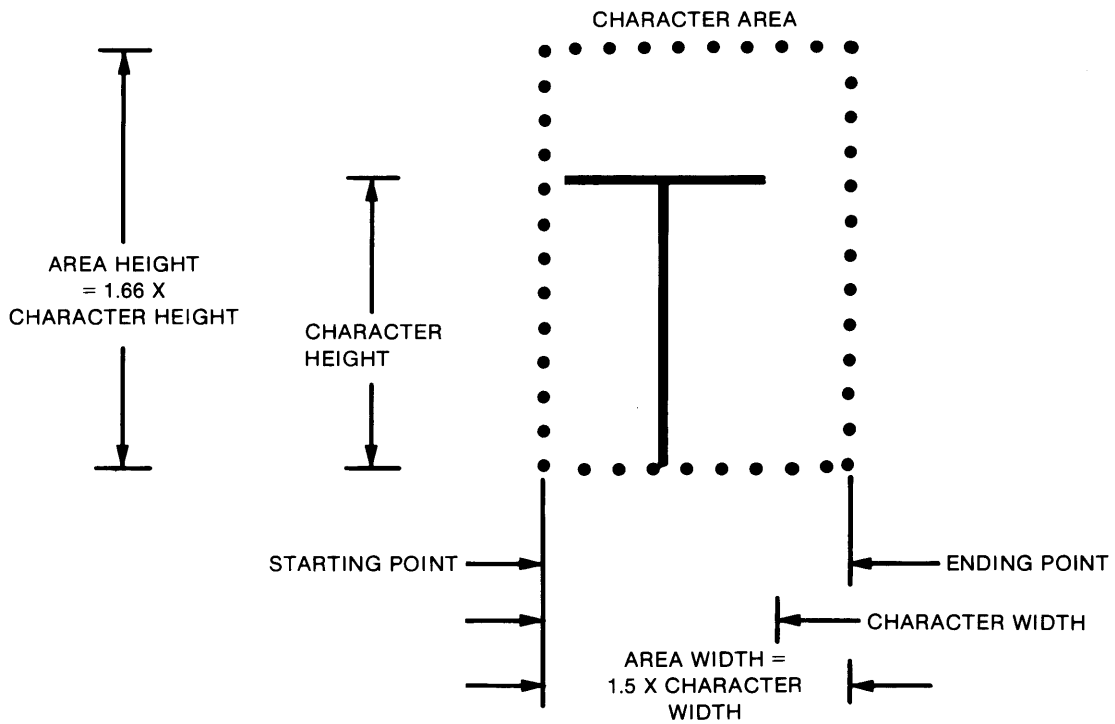 CHARACTER AREA
AREA HEIGHT
= 1.66 X
CHARACTER HEIGHT
CHARACTER
HEIGHT
STARTING POINT
ENDING POINT
CHARACTER WIDTH
AREA WIDTH =
1.5 X CHARACTER
WIDTH